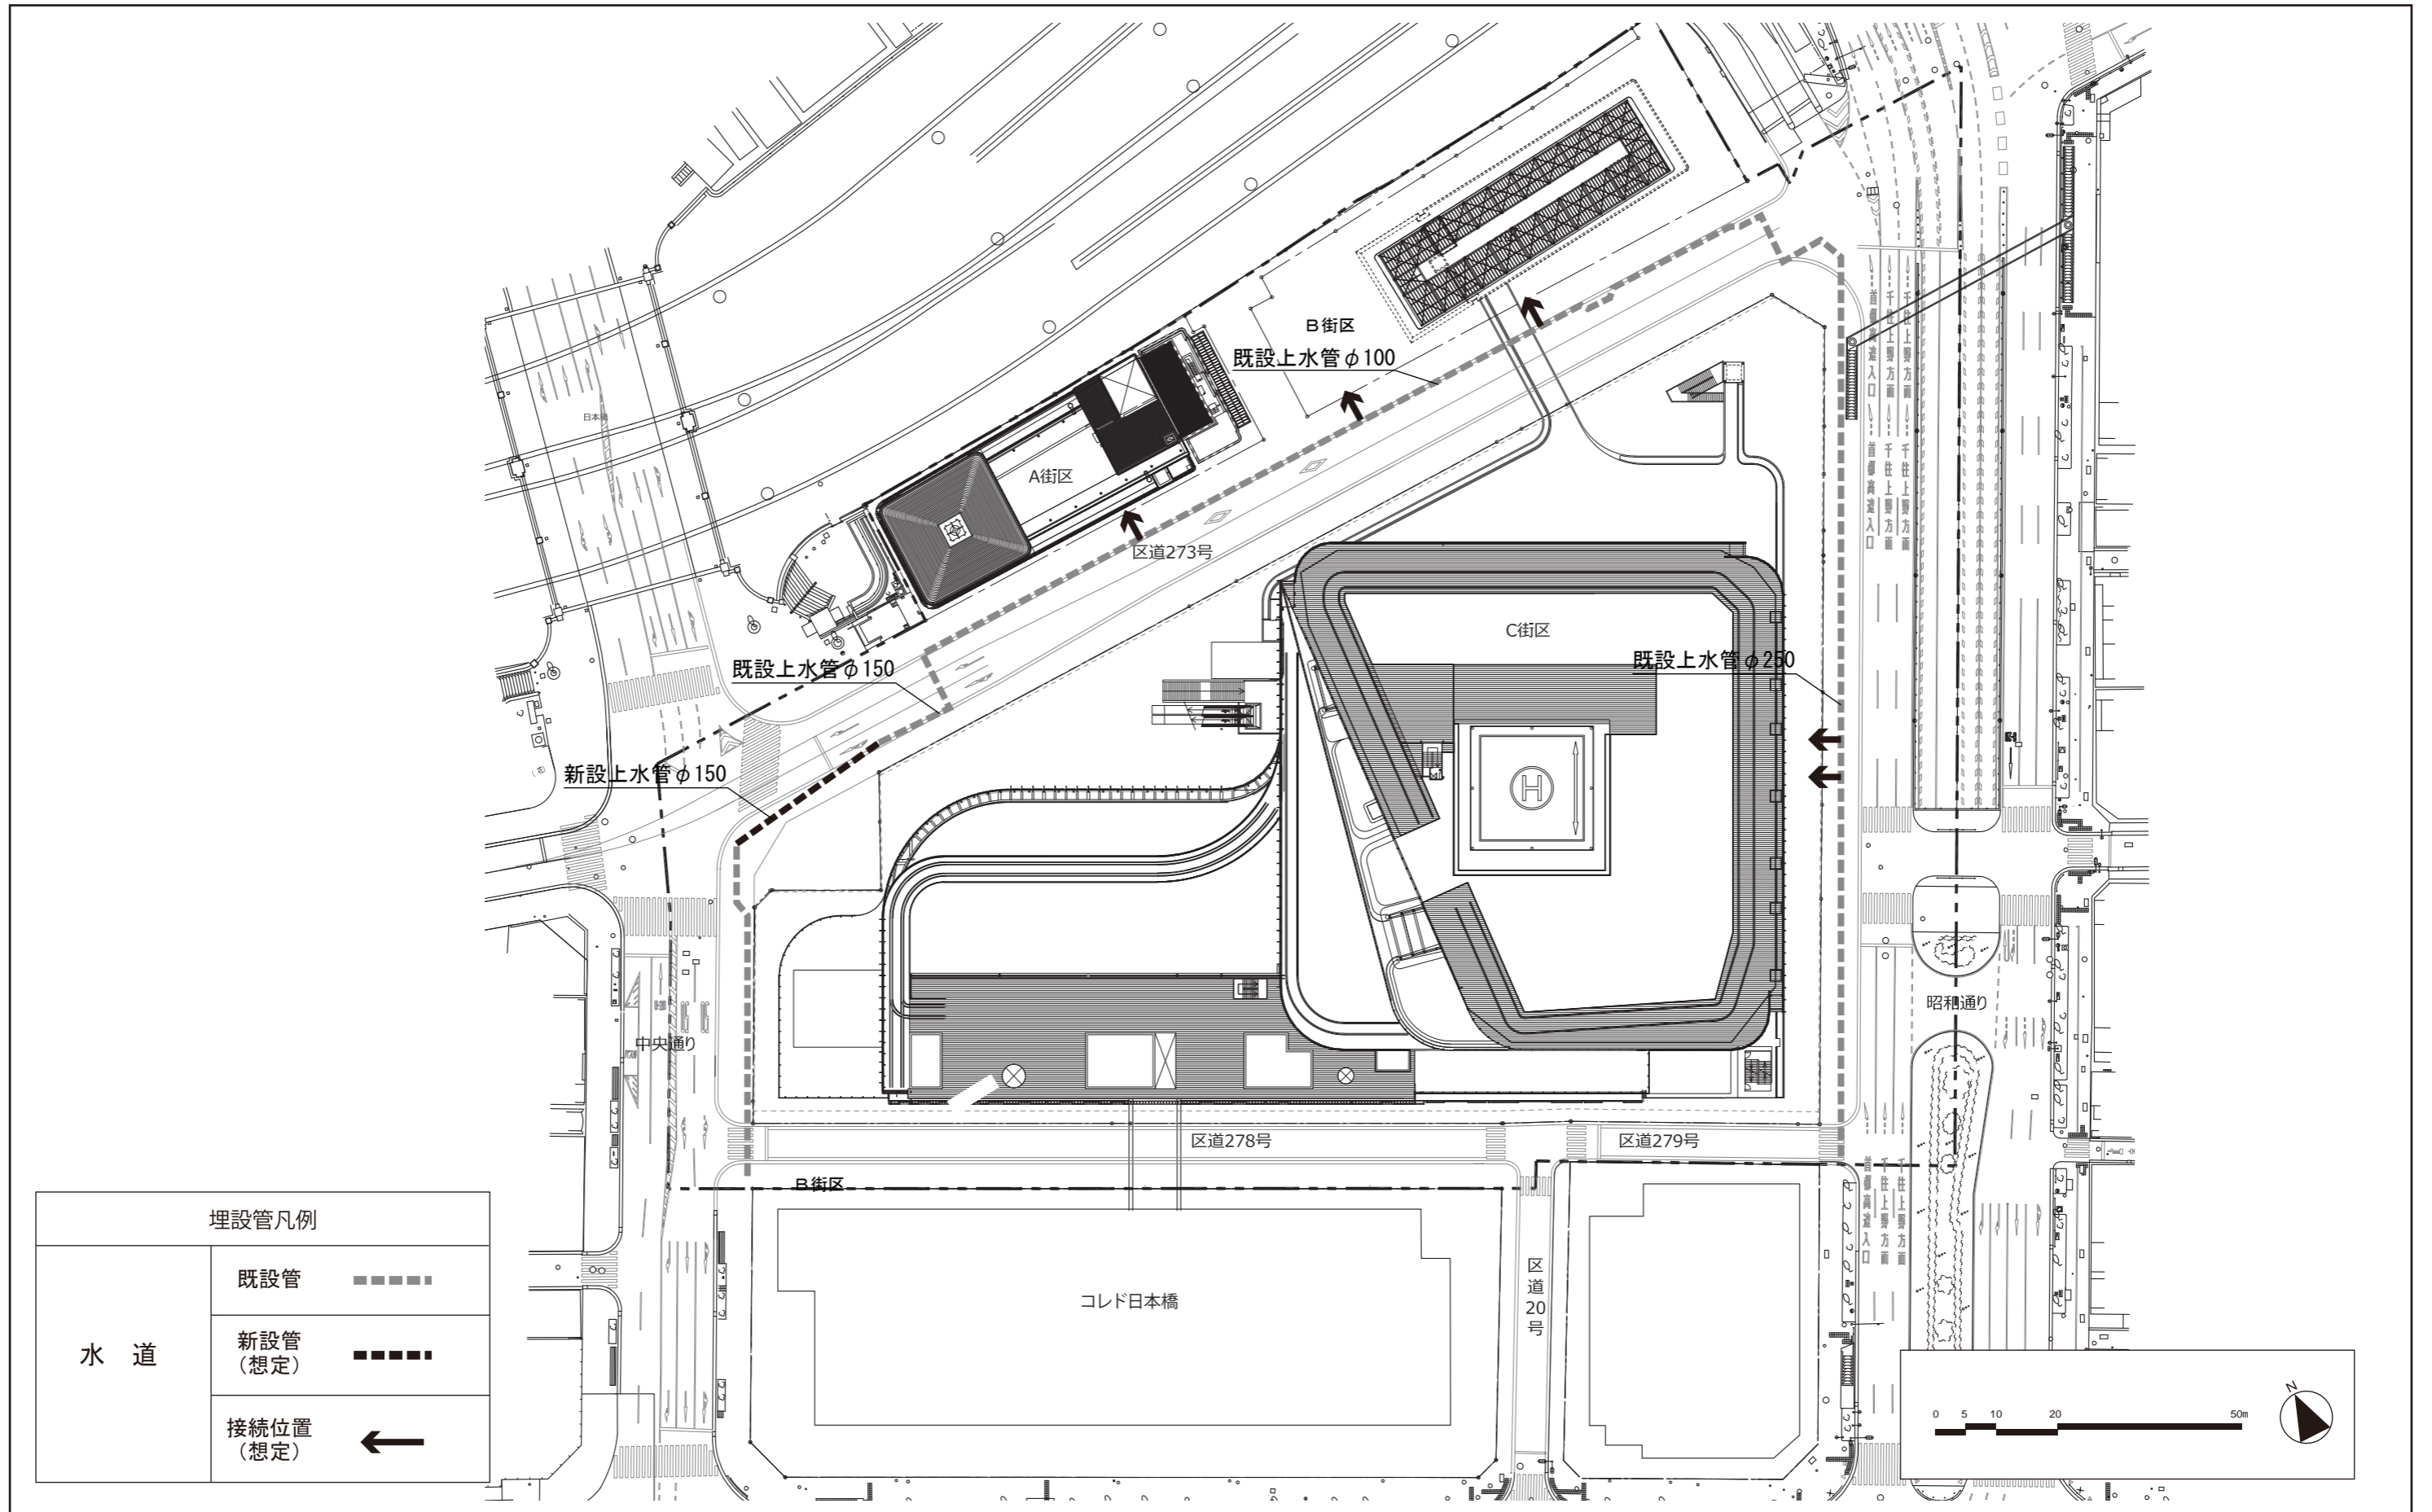 日本橋
B街区
既設上水管φ100
A街区
区道273号
首都高速入口
千住上野方面
千住上野方面
首都高速入口
千住上野方面
千住上野方面
C街区
既設上水管φ150
既設上水管φ250
新設上水管φ150
H
中央通り
昭和通り
区道278号
区道279号
B街区
首都高速入口
千住上野方面
千住上野方面
コレド日本橋
区道20号
埋設管凡例
水 道
既設管
新設管
(想定)
接続位置
(想定)
0 5 10 20 50m
N